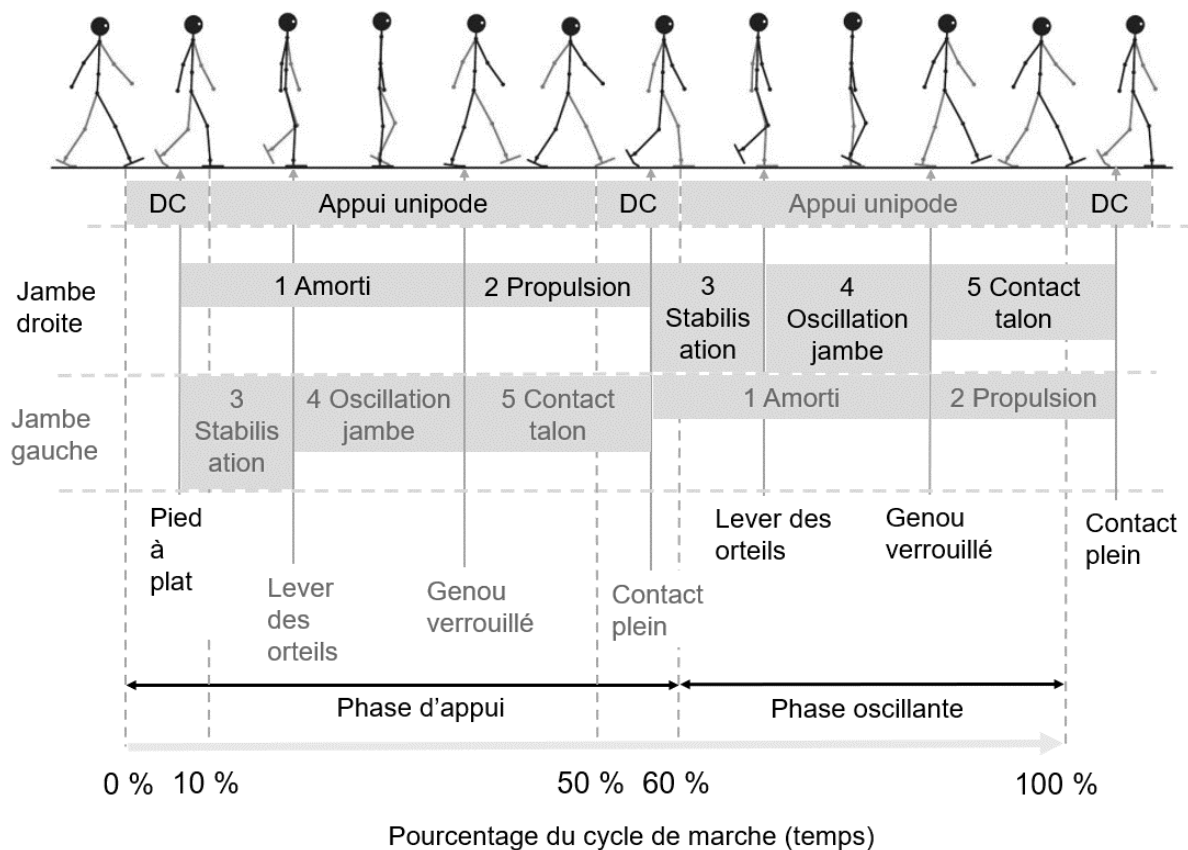 DC
Appui unipode
DC
Appui unipode
DC
Jambe
droite
1 Amorti
2 Propulsion
3
Stabilis
ation
4
Oscillation
jambe
5 Contact
talon
Jambe
gauche
3
Stabilis
ation
4 Oscillation
jambe
5 Contact
talon
1 Amorti
2 Propulsion
Pied
à
plat
Lever
des
orteils
Genou
verrouillé
Contact
plein
Lever des
orteils
Genou
verrouillé
Contact
plein
Phase d’appui
Phase oscillante
0 %
10 %
50 %
60 %
100 %
Pourcentage du cycle de marche (temps)